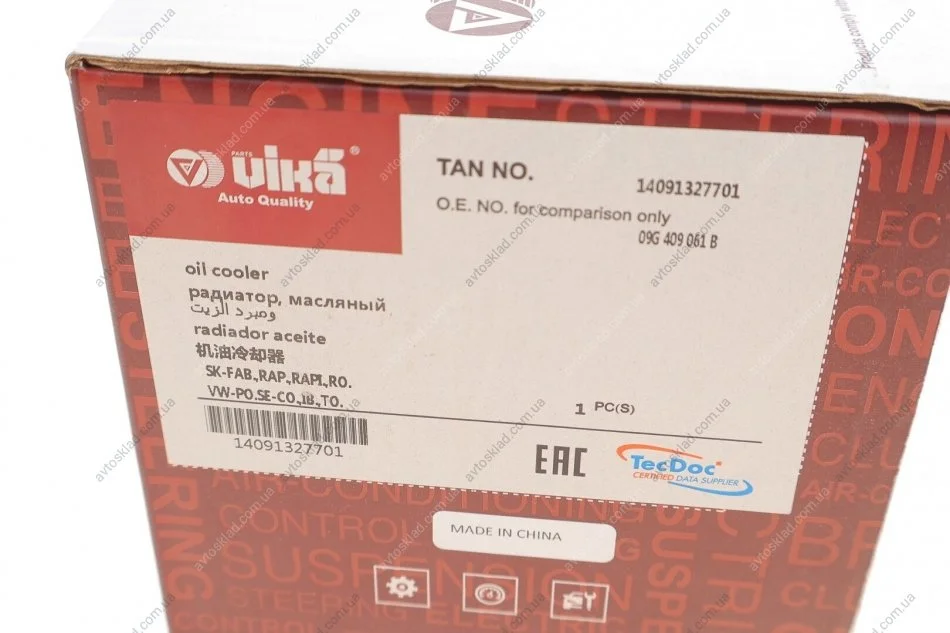 PARTS
vika®
Auto Quality
TAN NO. 14091327701
O.E. NO. for comparison only
09G 409 061 B
oil cooler
радиатор, масляный
ومبرد الزيت
radiador aceite
机油冷却器
SK-FAB.,RAP.,RAPI.,RO.
VW-PO.SE-CO.,IB.,TO.
1 PC(S)
14091327701
EAC
TecDoc
CERTIFIED DATA SUPPLIER
MADE IN CHINA
AIR-CONDITIONING
CONTROL
SUSPENSION
STEERING
ELECTRIC
avtosklad.com.ua